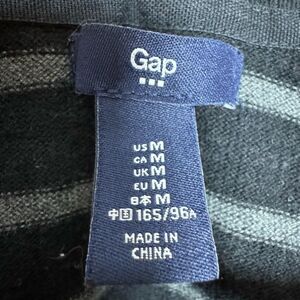 Gap
US M
CA M
UK M
EU M
日本 M
中国 165/96A
MADE IN
CHINA